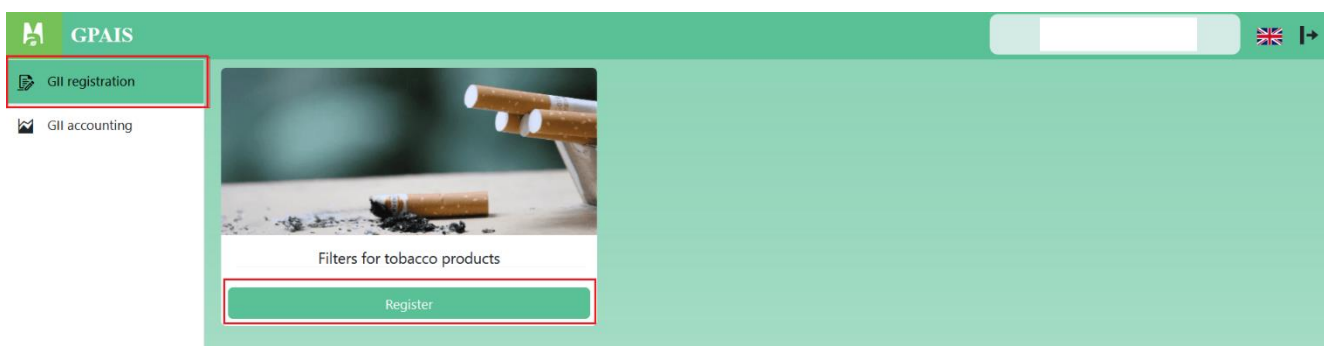 GPAIS
GII registration
GII accounting
Filters for tobacco products
Register